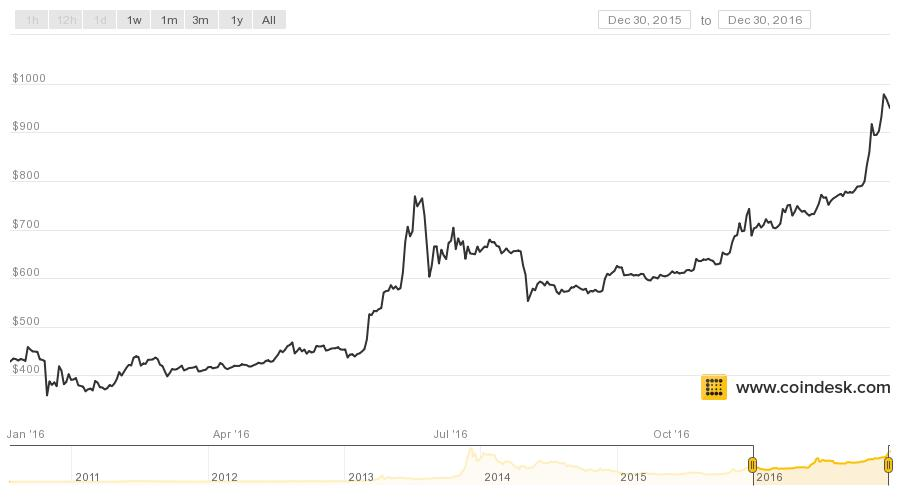 1h 12h 1d 1w 1m 3m 1y All Dec 30, 2015 to Dec 30, 2016
$1000
$900
$800
$700
$600
$500
$400
www.coindesk.com
Jan '16 Apr '16 Jul '16 Oct '16
2011 2012 2013 2014 2015 2016